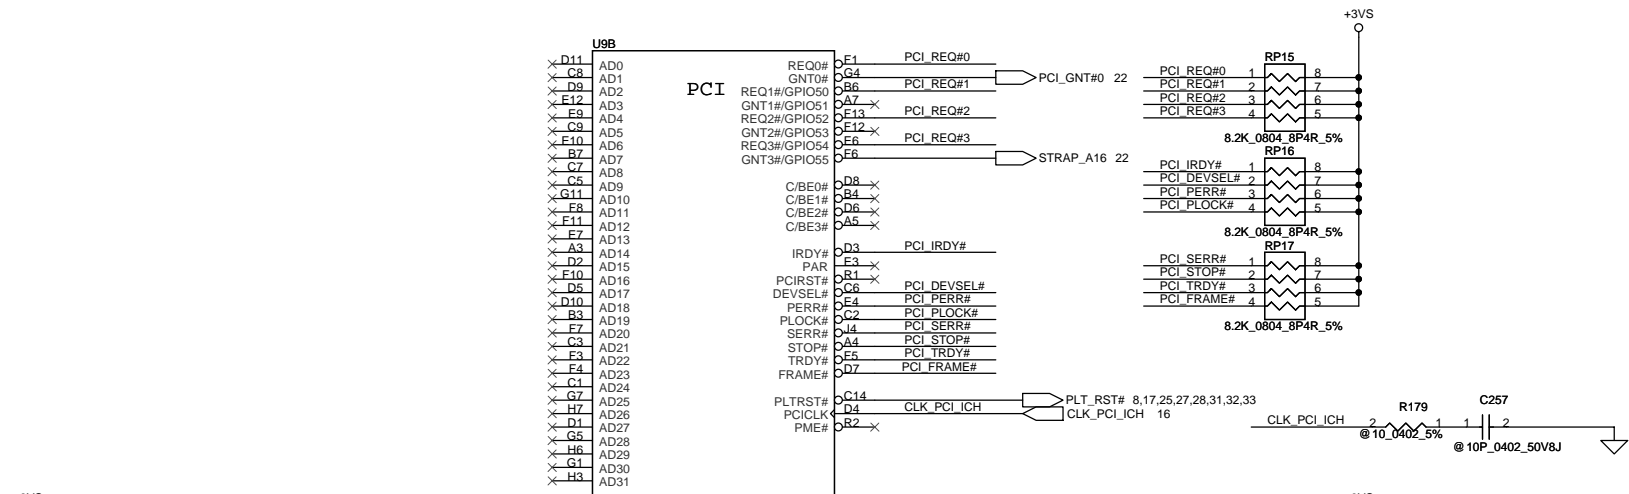 +3VS
U9B
PCI
D11 AD0
C8 AD1
D9 AD2
E12 AD3
E9 AD4
C9 AD5
E10 AD6
B7 AD7
C7 AD8
C5 AD9
G11 AD10
F8 AD11
F11 AD12
E7 AD13
A3 AD14
D2 AD15
F10 AD16
D5 AD17
D10 AD18
B3 AD19
F7 AD20
C3 AD21
F3 AD22
F4 AD23
C1 AD24
G7 AD25
H7 AD26
D1 AD27
G5 AD28
H6 AD29
G1 AD30
H3 AD31
REQ0# F1 PCI_REQ#0
GNT0# G4 PCI_GNT#0 22
REQ1#/GPIO50 B6 PCI_REQ#1
GNT1#/GPIO51 A7
REQ2#/GPIO52 F13 PCI_REQ#2
GNT2#/GPIO53 F12
REQ3#/GPIO54 E6 PCI_REQ#3
GNT3#/GPIO55 F6 STRAP_A16 22
C/BE0# D8
C/BE1# B4
C/BE2# D6
C/BE3# A5
IRDY# D3 PCI_IRDY#
PAR E3
PCIRST# R1
DEVSEL# C6 PCI_DEVSEL#
PERR# E4 PCI_PERR#
PLOCK# C2 PCI_PLOCK#
SERR# J4 PCI_SERR#
STOP# A4 PCI_STOP#
TRDY# F5 PCI_TRDY#
FRAME# D7 PCI_FRAME#
PLTRST# C14 PLT_RST# 8,17,25,27,28,31,32,33
PCICLK D4 CLK_PCI_ICH CLK_PCI_ICH 16
PME# R2
RP15
PCI_REQ#0 1 8
PCI_REQ#1 2 7
PCI_REQ#2 3 6
PCI_REQ#3 4 5
8.2K_0804_8P4R_5%
RP16
PCI_IRDY# 1 8
PCI_DEVSEL# 2 7
PCI_PERR# 3 6
PCI_PLOCK# 4 5
8.2K_0804_8P4R_5%
RP17
PCI_SERR# 1 8
PCI_STOP# 2 7
PCI_TRDY# 3 6
PCI_FRAME# 4 5
8.2K_0804_8P4R_5%
R179 C257
CLK_PCI_ICH 2 1 1 2
@10_0402_5% @10P_0402_50V8J